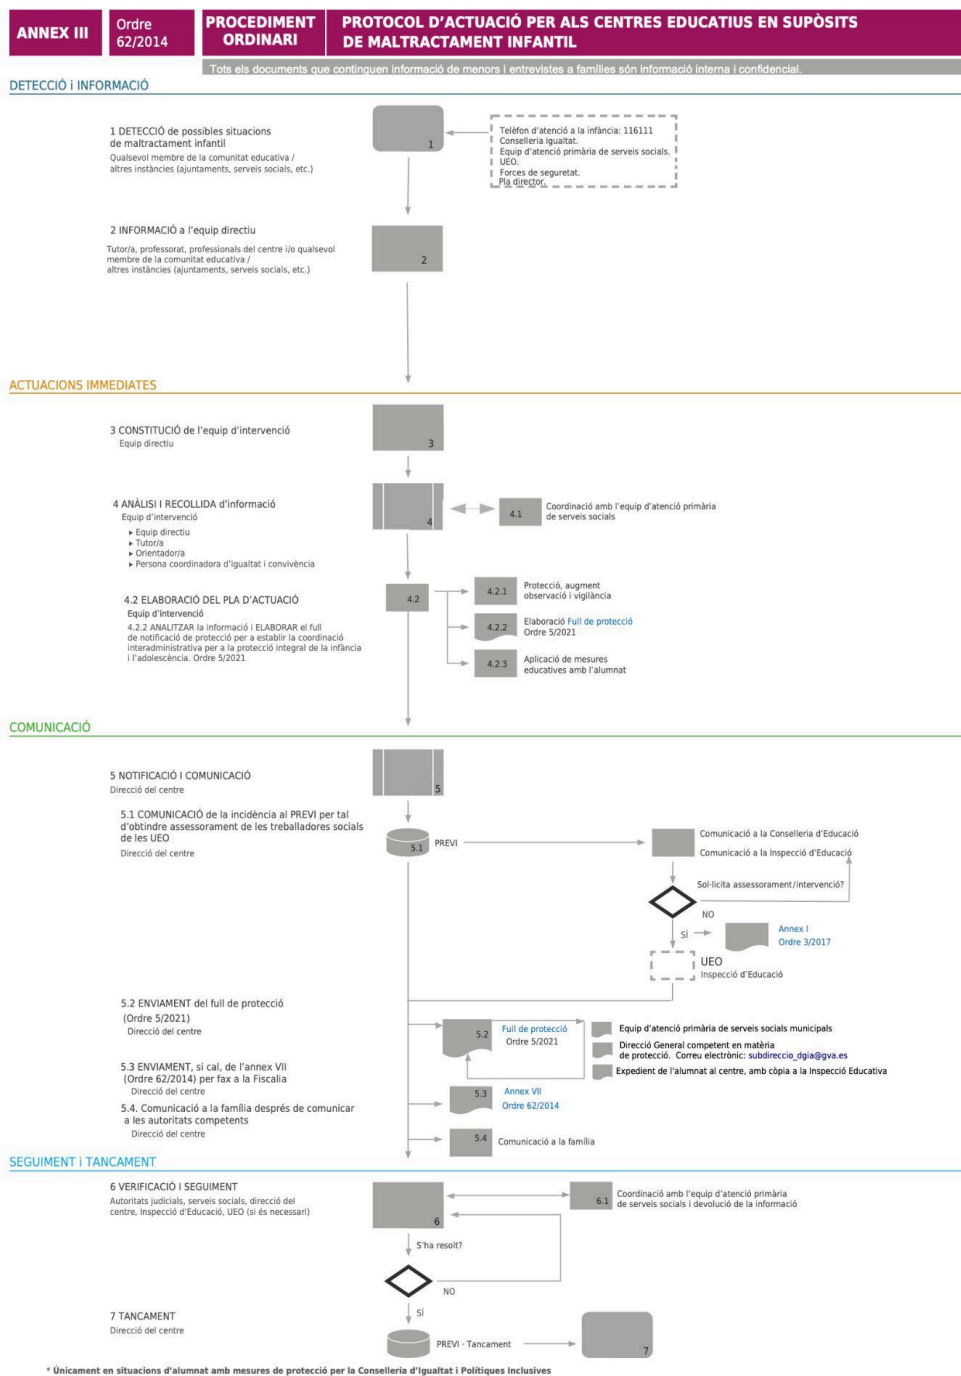 ANNEX III
Ordre
62/2014
PROCEDIMENT
ORDINARI
PROTOCOL D'ACTUACIÓ PER ALS CENTRES EDUCATIUS EN SUPÒSITS
DE MALTRACTAMENT INFANTIL
Tots els documents que continguen informació de menors i entrevistes a famílies són informació interna i confidencial.
DETECCIÓ i INFORMACIÓ
1 DETECCIÓ de possibles situacions
de maltractament infantil
Qualsevol membre de la comunitat educativa /
altres instàncies (ajuntaments, serveis socials, etc.)
1
Telèfon d'atenció a la infància: 116111
Conselleria Igualtat.
Equip d'atenció primària de serveis socials.
UEO.
Forces de seguretat.
Pla director.
2 INFORMACIÓ a l'equip directiu
Tutor/a, professorat, professionals del centre i/o qualsevol
membre de la comunitat educativa /
altres instàncies (ajuntaments, serveis socials, etc.)
2
ACTUACIONS IMMEDIATES
3 CONSTITUCIÓ de l'equip d'intervenció
Equip directiu
3
4 ANÀLISI I RECOLLIDA d'informació
Equip d'intervenció
▸ Equip directiu
▸ Tutor/a
▸ Orientador/a
▸ Persona coordinadora d'igualtat i convivència
4
4.1
Coordinació amb l'equip d'atenció primària
de serveis socials
4.2 ELABORACIÓ DEL PLA D'ACTUACIÓ
Equip d'intervenció
4.2.2 ANALITZAR la informació i ELABORAR el full
de notificació de protecció per a establir la coordinació
interadministrativa per a la protecció integral de la infància
i l'adolescència. Ordre 5/2021
4.2
4.2.1
Protecció, augment
observació i vigilància
4.2.2
Elaboració Full de protecció
Ordre 5/2021
4.2.3
Aplicació de mesures
educatives amb l'alumnat
COMUNICACIÓ
5 NOTIFICACIÓ I COMUNICACIÓ
Direcció del centre
5
5.1 COMUNICACIÓ de la incidència al PREVI per tal
d'obtindre assessorament de les treballadores socials
de les UEO
Direcció del centre
5.1
PREVI
Comunicació a la Conselleria d'Educació
Comunicació a la Inspecció d'Educació
Sol·licita assessorament/intervenció?
NO
SÍ
Annex I
Ordre 3/2017
UEO
Inspecció d'Educació
5.2 ENVIAMENT del full de protecció
(Ordre 5/2021)
Direcció del centre
5.2
Full de protecció
Ordre 5/2021
Equip d'atenció primària de serveis socials municipals
Direcció General competent en matèria
de protecció. Correu electrònic: subdireccio_dgia@gva.es
Expedient de l'alumnat al centre, amb còpia a la Inspecció Educativa
5.3 ENVIAMENT, si cal, de l'annex VII
(Ordre 62/2014) per fax a la Fiscalia
Direcció del centre
5.3
Annex VII
Ordre 62/2014
5.4. Comunicació a la família després de comunicar
a les autoritats competents
Direcció del centre
5.4
Comunicació a la família
SEGUIMENT i TANCAMENT
6 VERIFICACIÓ I SEGUIMENT
Autoritats judicials, serveis socials, direcció del
centre, Inspecció d'Educació, UEO (si és necessari)
6
6.1
Coordinació amb l'equip d'atenció primària
de serveis socials i devolució de la informació
S'ha resolt?
NO
SÍ
7 TANCAMENT
Direcció del centre
PREVI · Tancament
7
* Únicament en situacions d'alumnat amb mesures de protecció per la Conselleria d'Igualtat i Polítiques Inclusives